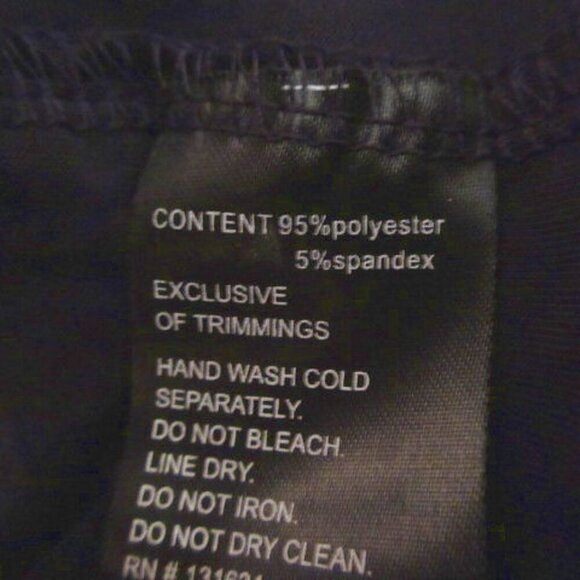 CONTENT 95%polyester
5%spandex
EXCLUSIVE
OF TRIMMINGS
HAND WASH COLD
SEPARATELY.
DO NOT BLEACH.
LINE DRY.
DO NOT IRON.
DO NOT DRY CLEAN.
RN #